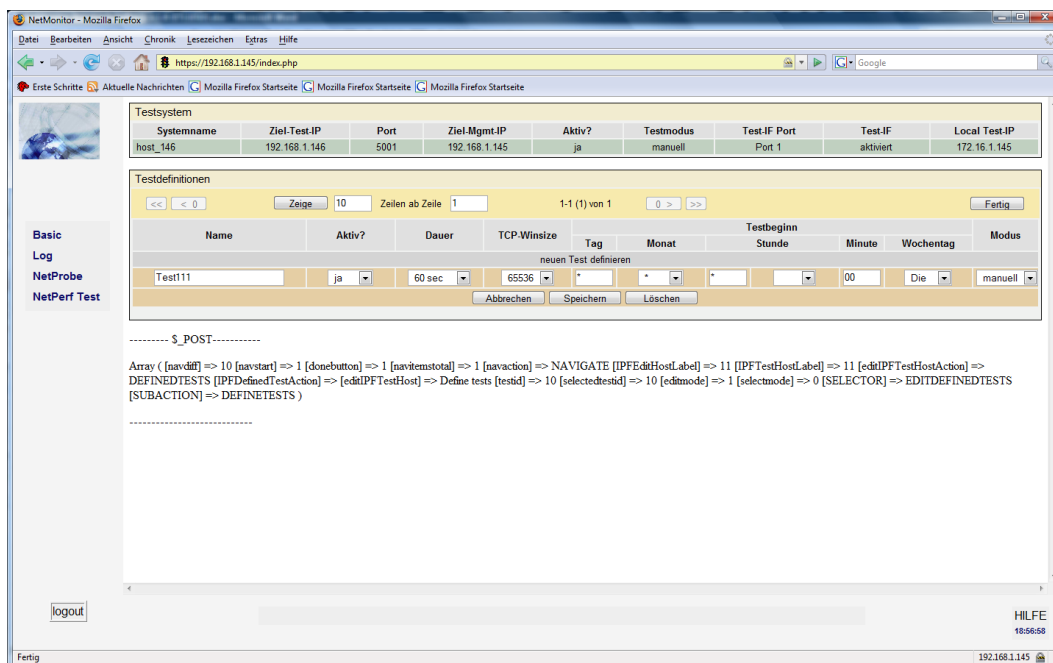 NetMonitor - Mozilla Firefox
Datei Bearbeiten Ansicht Chronik Lesezeichen Extras Hilfe
https://192.168.1.145/index.php
Google
Erste Schritte Aktuelle Nachrichten Mozilla Firefox Startseite Mozilla Firefox Startseite Mozilla Firefox Startseite
Testsystem
Systemname Ziel-Test-IP Port Ziel-Mgmt-IP Aktiv? Testmodus Test-IF Port Test-IF Local Test-IP
host_146 192.168.1.146 5001 192.168.1.145 ja manuell Port 1 aktiviert 172.16.1.145
Testdefinitionen
<< < 0 Zeige 10 Zeilen ab Zeile 1 1-1 (1) von 1 0 > >> Fertig
Name Aktiv? Dauer TCP-Winsize Testbeginn Modus
Tag Monat Stunde Minute Wochentag
neuen Test definieren
Test111 ja 60 sec 65536 * * * 00 Die manuell
Abbrechen Speichern Löschen
Basic
Log
NetProbe
NetPerf Test
--------- $_POST-----------
Array ( [navdiff] => 10 [navstart] => 1 [donebutton] => 1 [navitemstotal] => 1 [navaction] => NAVIGATE [IPFEditHostLabel] => 11 [IPFTestHostLabel] => 11 [editIPFTestHostAction] =>
DEFINEDTESTS [IPFDefinedTestAction] => [editIPFTestHost] => Define tests [testid] => 10 [selectedtestid] => 10 [editmode] => 1 [selectmode] => 0 [SELECTOR] => EDITDEFINEDTESTS
[SUBACTION] => DEFINETESTS )
----------------------------
logout
HILFE
18:56:58
Fertig 192.168.1.145